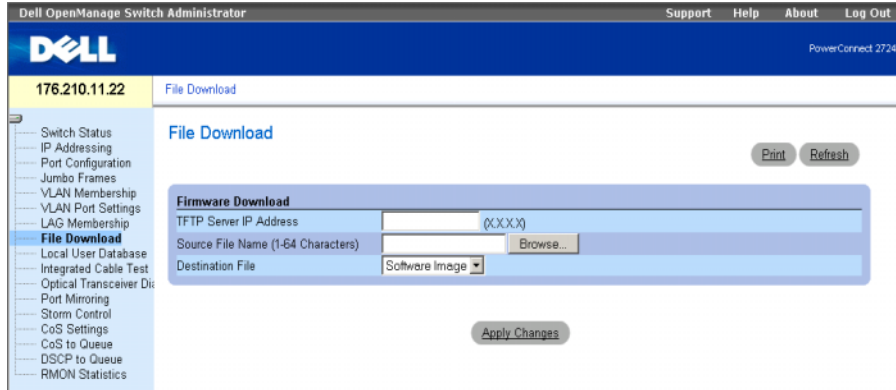 Dell OpenManage Switch Administrator Support Help About Log Out
DELL
PowerConnect 2724
176.210.11.22 File Download
Switch Status
IP Addressing
Port Configuration
Jumbo Frames
VLAN Membership
VLAN Port Settings
LAG Membership
File Download
Local User Database
Integrated Cable Test
Optical Transceiver Dia
Port Mirroring
Storm Control
CoS Settings
CoS to Queue
DSCP to Queue
RMON Statistics
File Download
Print Refresh
Firmware Download
TFTP Server IP Address (X.X.X.X)
Source File Name (1-64 Characters) Browse...
Destination File Software Image
Apply Changes